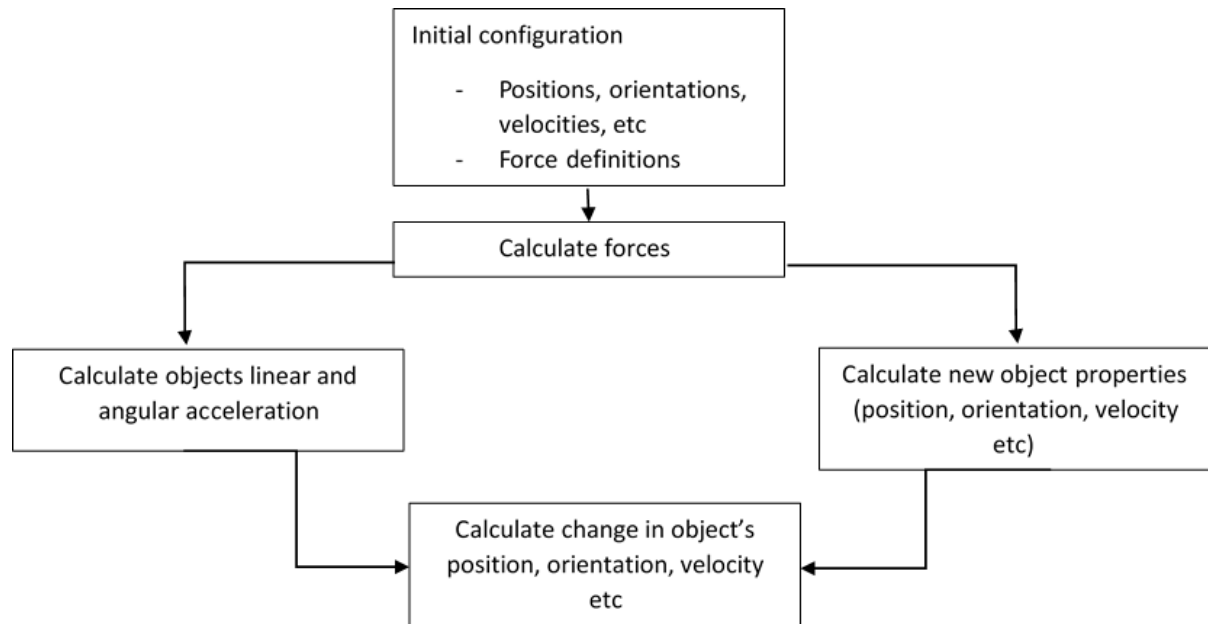 Initial configuration
- Positions, orientations,
velocities, etc
- Force definitions
Calculate forces
Calculate objects linear and
angular acceleration
Calculate new object properties
(position, orientation, velocity
etc)
Calculate change in object’s
position, orientation, velocity
etc